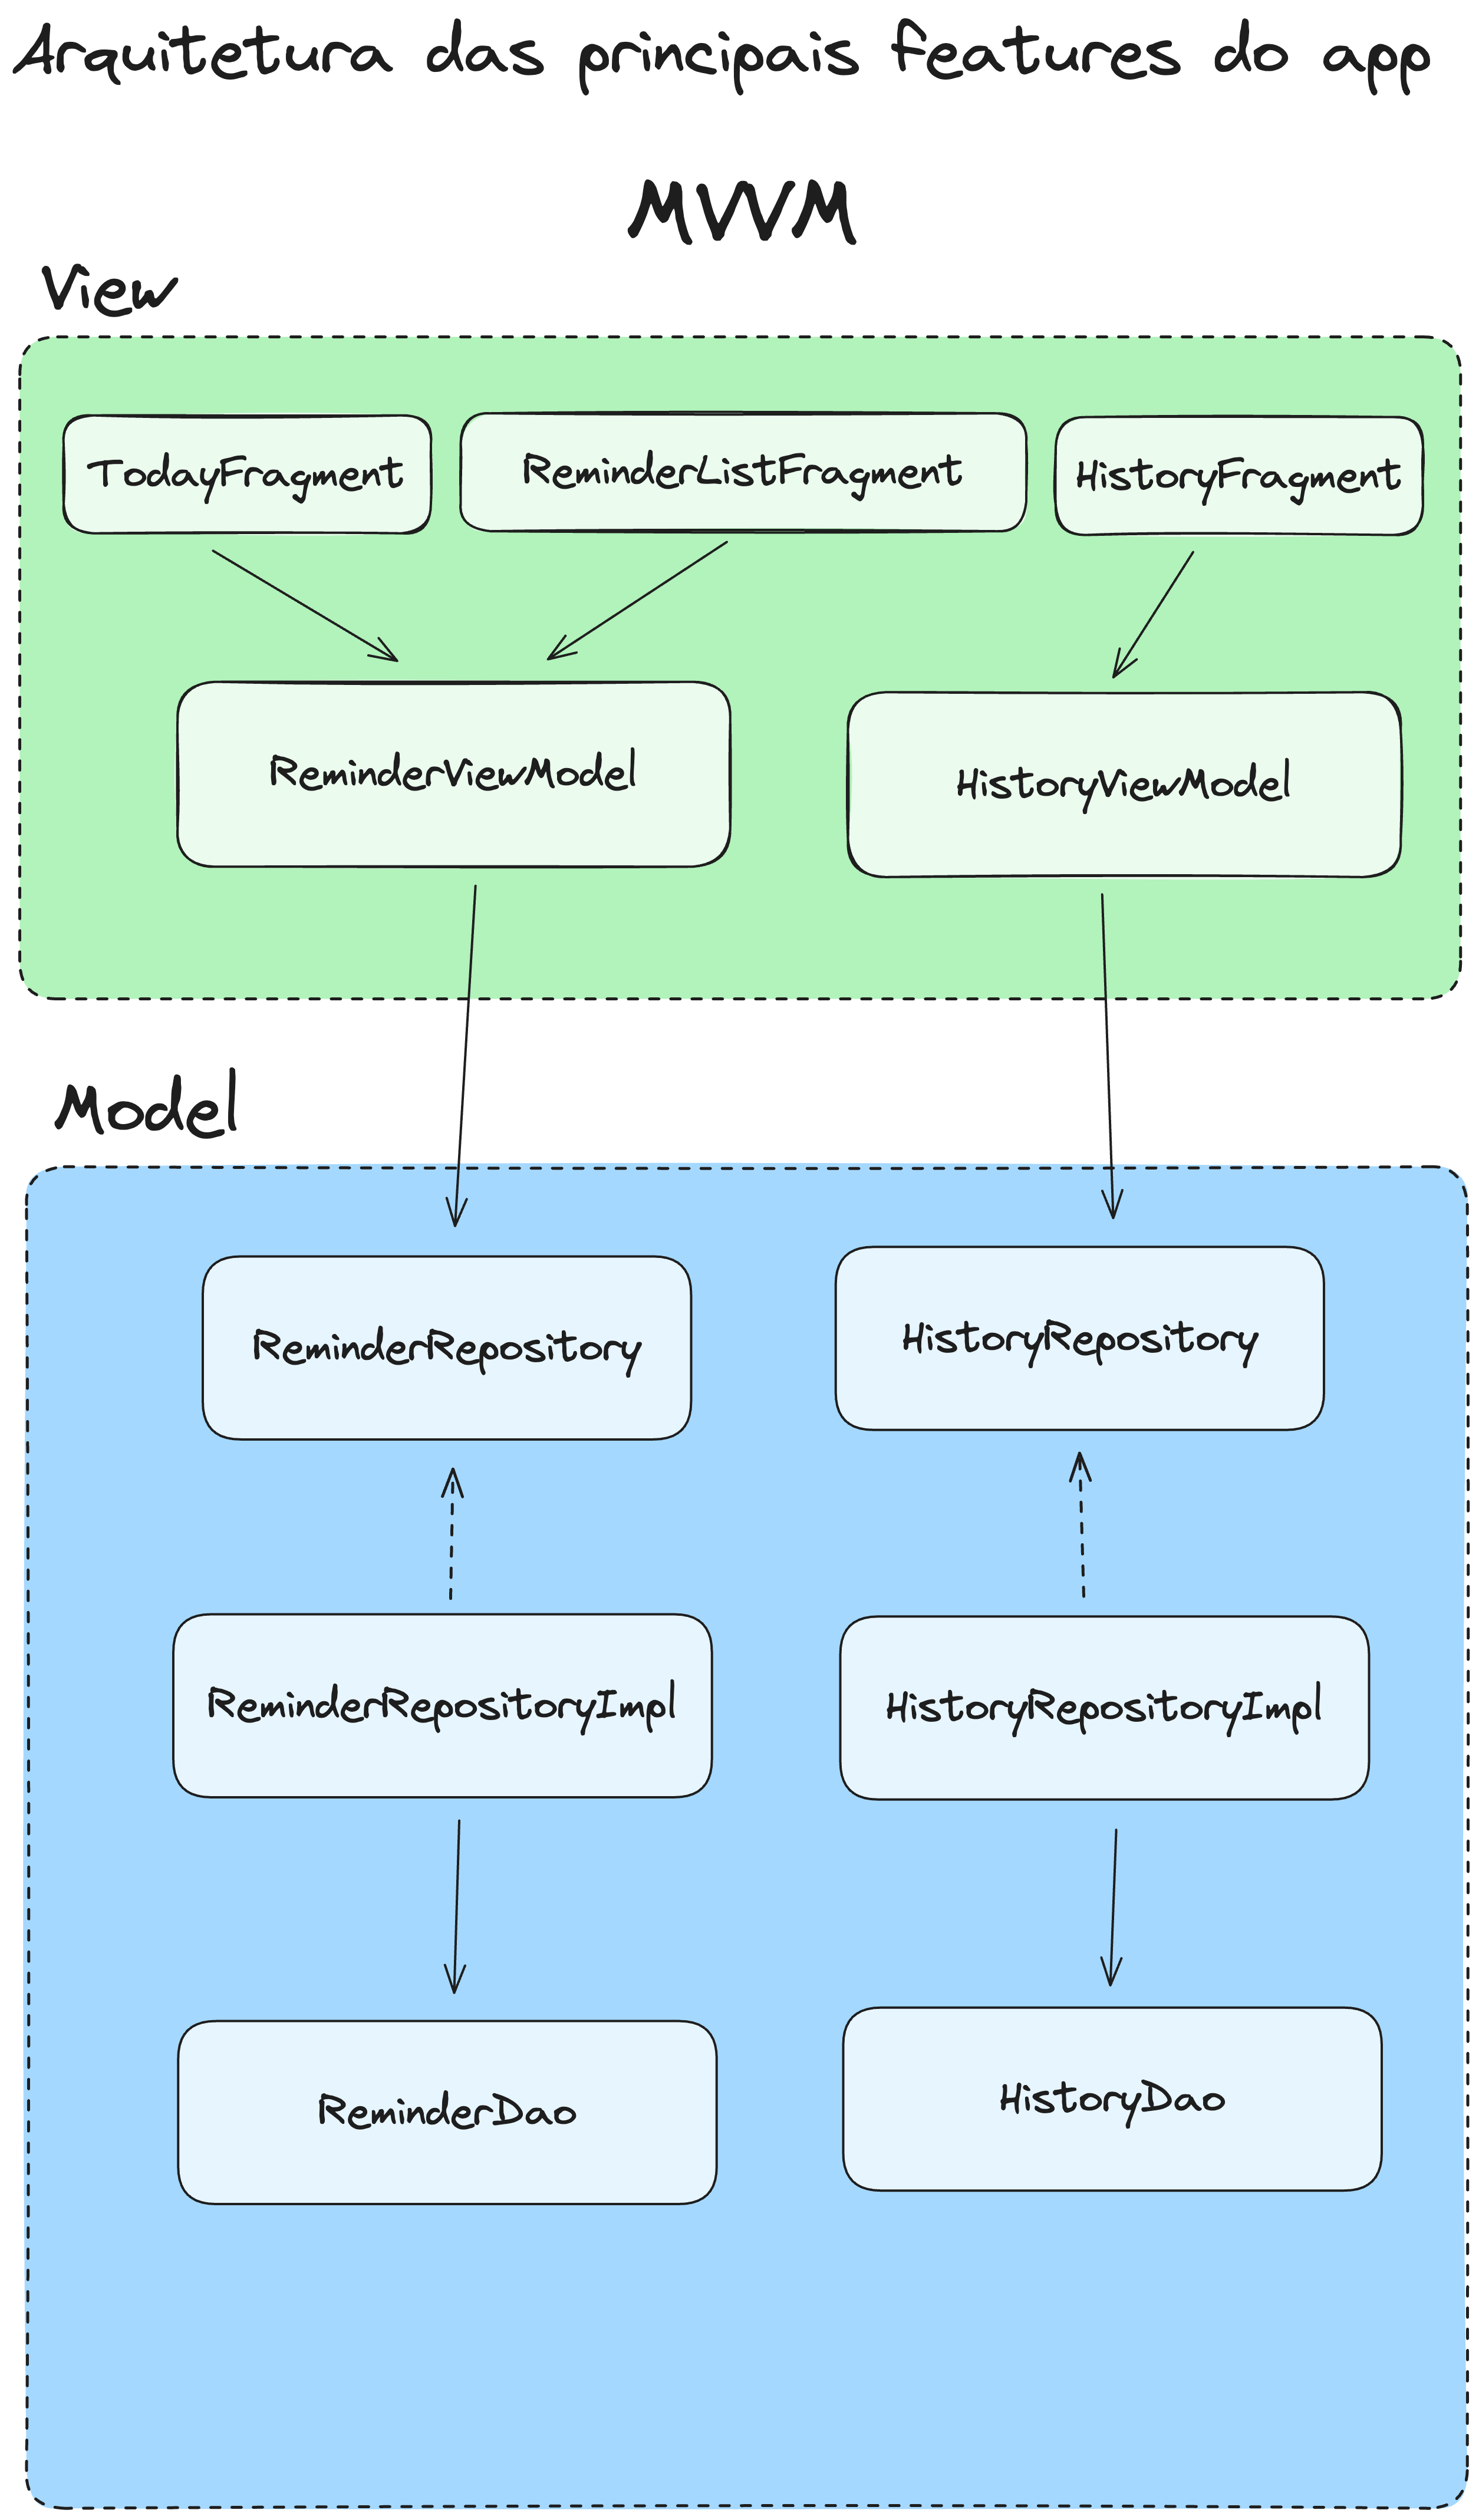 Arquitetura das principais features do app
MVVM
View
TodayFragment
ReminderListFragment
HistoryFragment
ReminderViewModel
HistoryViewModel
Model
ReminderRepository
HistoryRepository
ReminderRepositoryImpl
HistoryRepositoryImpl
ReminderDao
HistoryDao